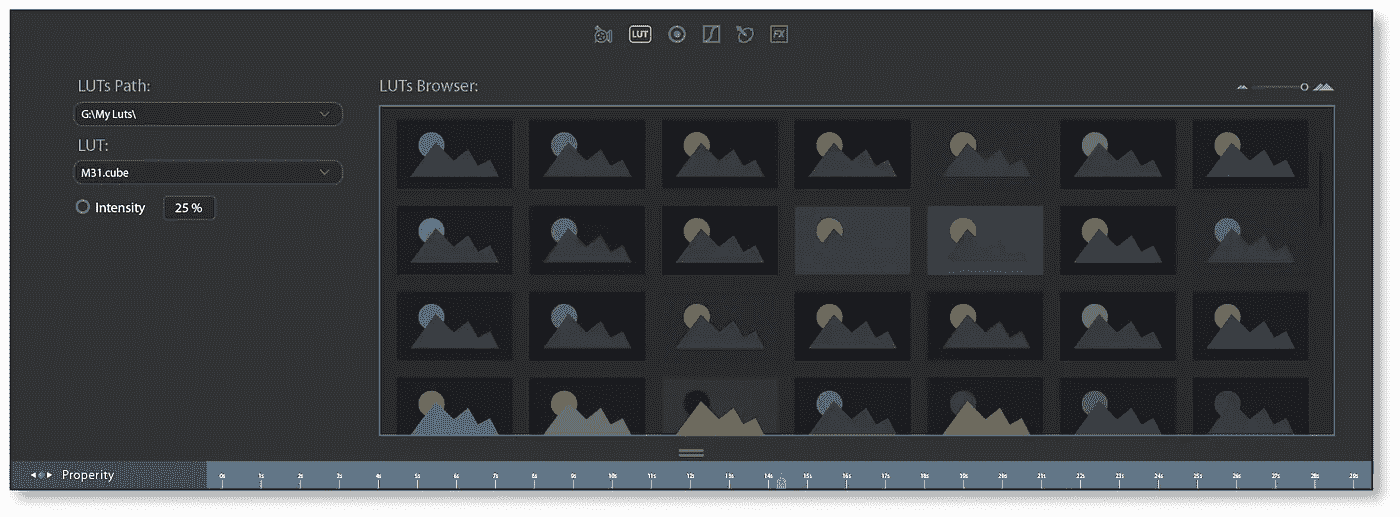 LUT FX
LUTs Path:
G:\My Luts\
LUT:
M31.cube
Intensity 25 %
LUTs Browser:
Properity 0s 1s 2s 3s 4s 5s 6s 7s 8s 9s 10s 11s 12s 13s 14s 15s 16s 17s 18s 19s 20s 21s 22s 23s 24s 25s 26s 27s 28s 29s